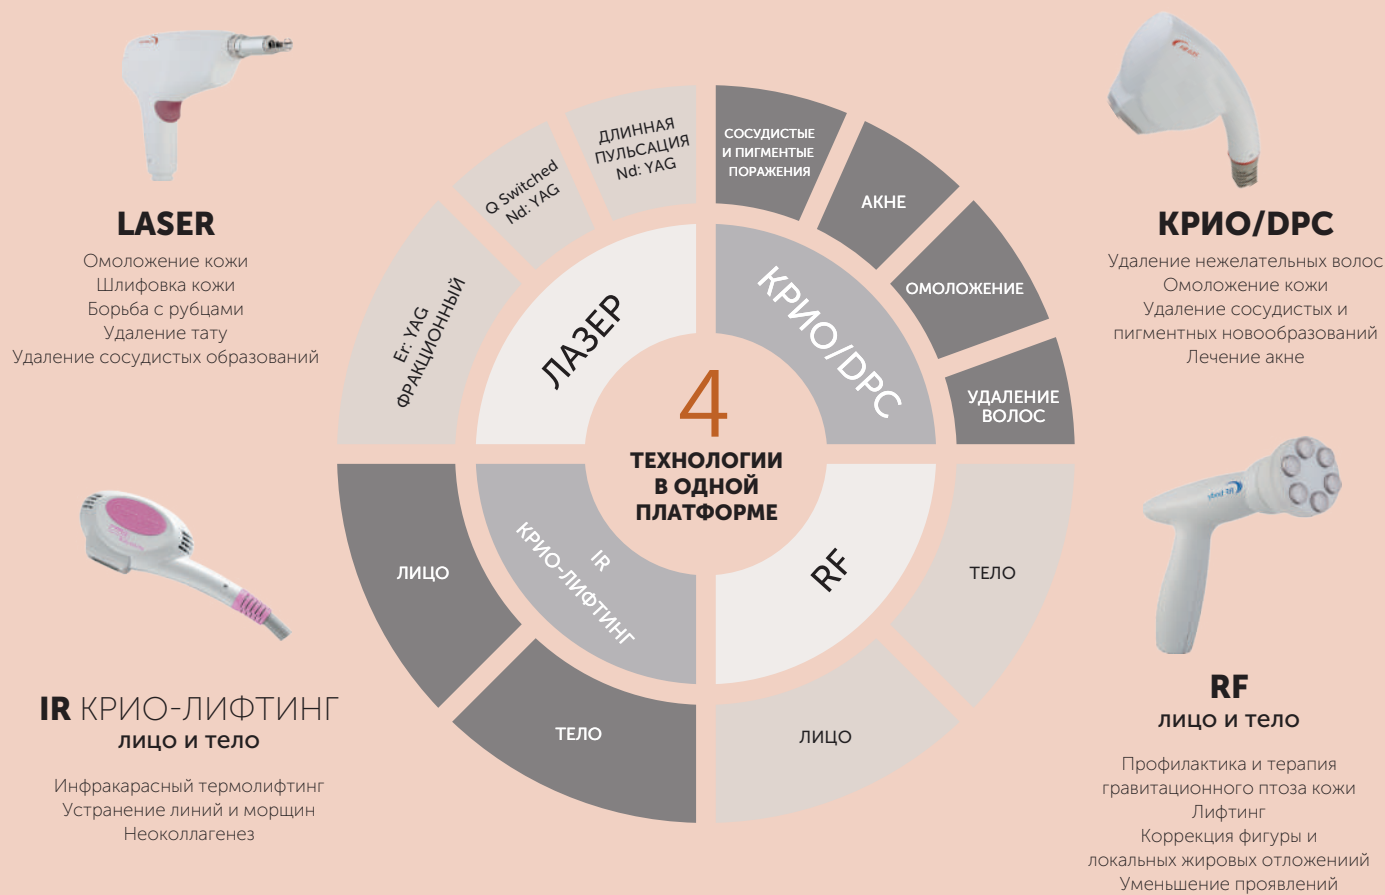 LASER
Омоложение кожи
Шлифовка кожи
Борьба с рубцами
Удаление тату
Удаление сосудистых образований
КРИО/DPC
Удаление нежелательных волос
Омоложение кожи
Удаление сосудистых и
пигментных новообразований
Лечение акне
Er: YAG
ФРАКЦИОННЫЙ
Q Switched
Nd: YAG
ДЛИННАЯ
ПУЛЬСАЦИЯ
Nd: YAG
СОСУДИСТЫЕ
И ПИГМЕНТЫЕ
ПОРАЖЕНИЯ
АКНЕ
ОМОЛОЖЕНИЕ
УДАЛЕНИЕ
ВОЛОС
ЛАЗЕР
КРИО/DPC
4
ТЕХНОЛОГИИ
В ОДНОЙ
ПЛАТФОРМЕ
IR
КРИО-ЛИФТИНГ
RF
ЛИЦО
ТЕЛО
ЛИЦО
ТЕЛО
IR КРИО-ЛИФТИНГ
лицо и тело
Инфракарасный термолифтинг
Устранение линий и морщин
Неоколлагенез
RF
лицо и тело
Профилактика и терапия
гравитационного птоза кожи
Лифтинг
Коррекция фигуры и
локальных жировых отложениий
Уменьшение проявлений